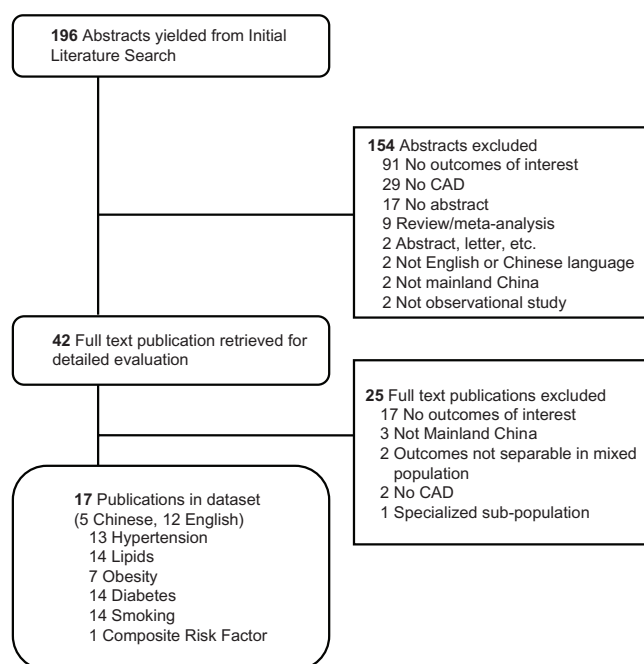 196 Abstracts yielded from Initial
Literature Search
154 Abstracts excluded
91 No outcomes of interest
29 No CAD
17 No abstract
9 Review/meta-analysis
2 Abstract, letter, etc.
2 Not English or Chinese language
2 Not mainland China
2 Not observational study
42 Full text publication retrieved for
detailed evaluation
25 Full text publications excluded
17 No outcomes of interest
3 Not Mainland China
2 Outcomes not separable in mixed
population
2 No CAD
1 Specialized sub-population
17 Publications in dataset
(5 Chinese, 12 English)
13 Hypertension
14 Lipids
7 Obesity
14 Diabetes
14 Smoking
1 Composite Risk Factor